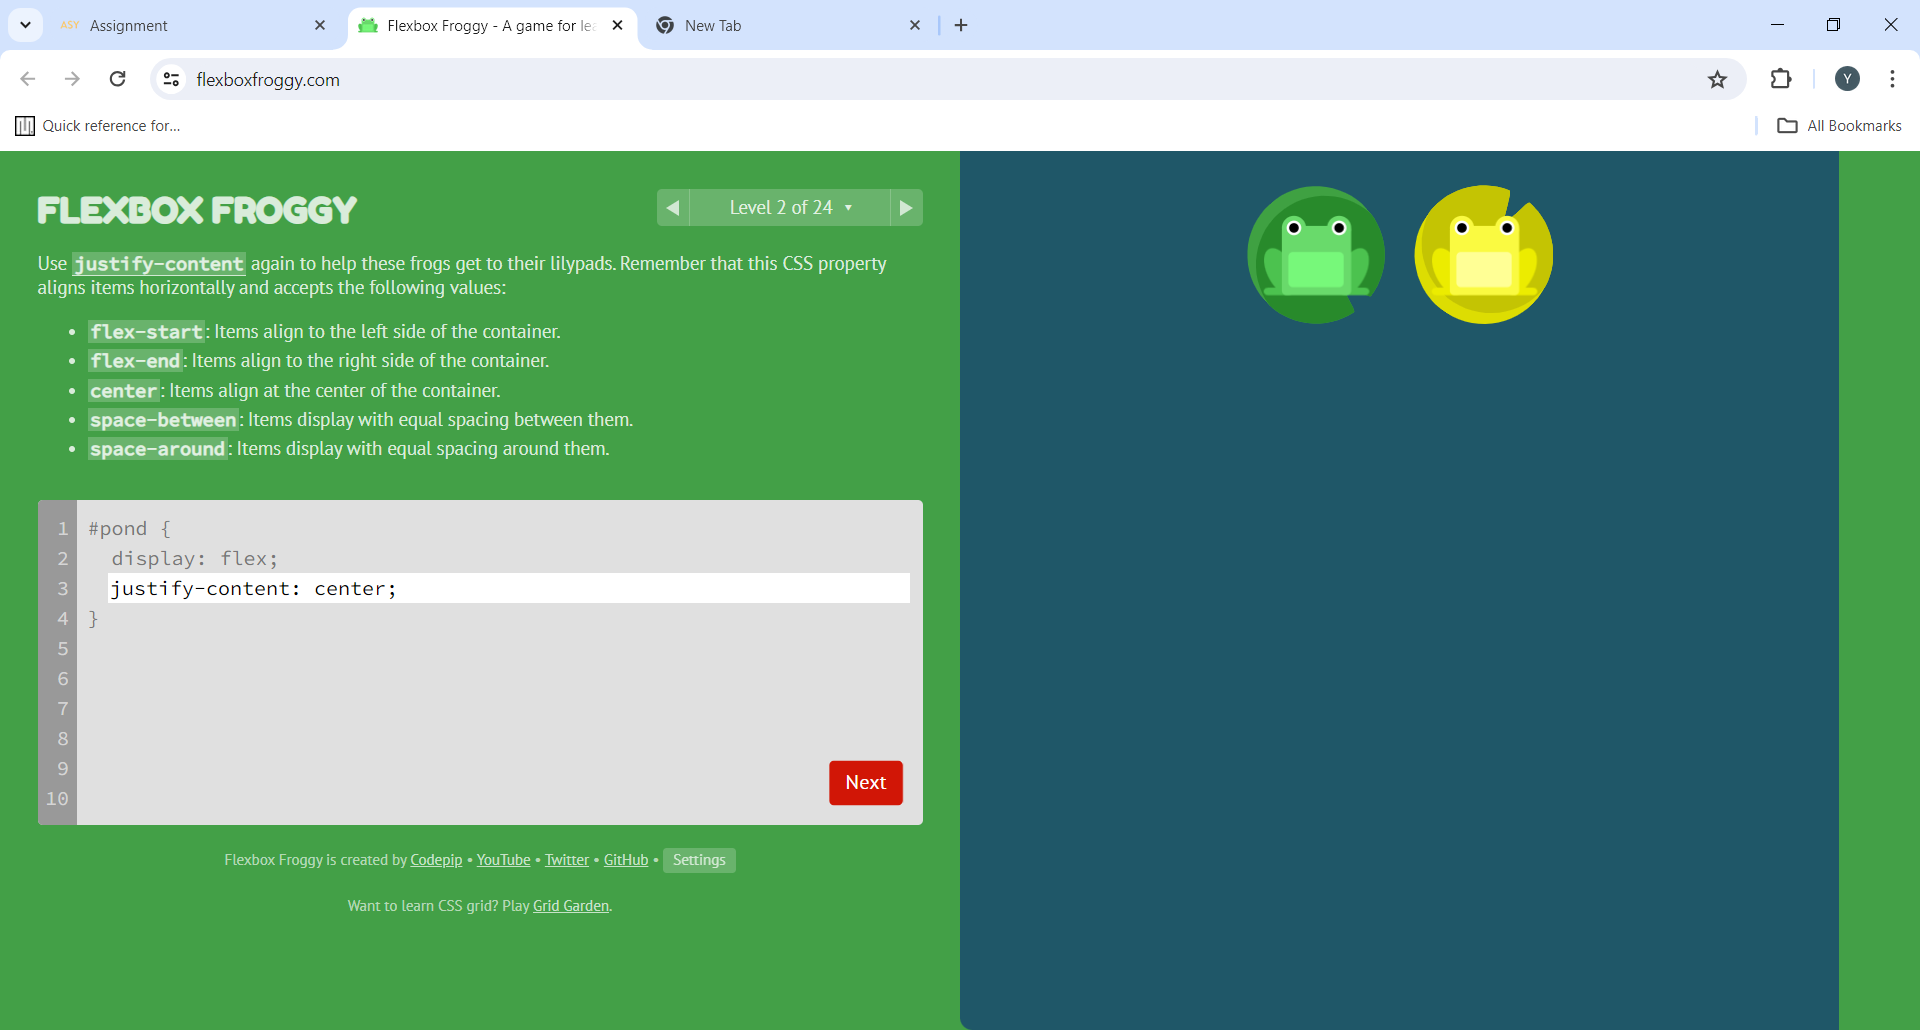 ASY Assignment
Flexbox Froggy - A game for lea
New Tab
flexboxfroggy.com
Y
Quick reference for...
All Bookmarks
FLEXBOX FROGGY
Level 2 of 24
Use justify-content again to help these frogs get to their lilypads. Remember that this CSS property
aligns items horizontally and accepts the following values:
• flex-start: Items align to the left side of the container.
• flex-end: Items align to the right side of the container.
• center: Items align at the center of the container.
• space-between: Items display with equal spacing between them.
• space-around: Items display with equal spacing around them.
1 #pond {
2 display: flex;
3 justify-content: center;
4 }
5
6
7
8
9
10
Next
Flexbox Froggy is created by Codepip • YouTube • Twitter • GitHub • Settings
Want to learn CSS grid? Play Grid Garden.